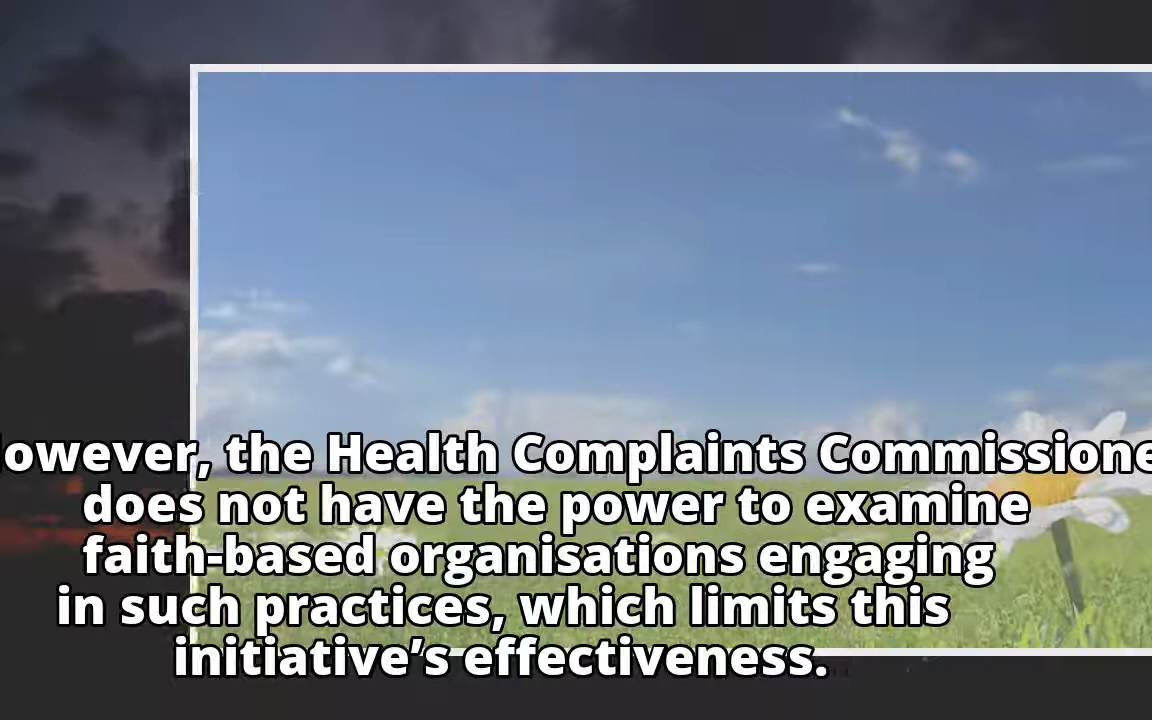 owever, the Health Complaints Commissione
does not have the power to examine
faith-based organisations engaging
in such practices, which limits this
initiative’s effectiveness.